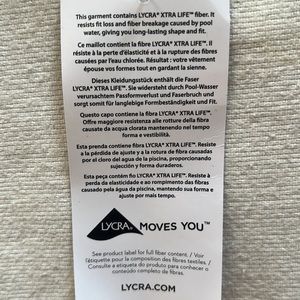 This garment contains LYCRA® XTRA LIFE™ fiber. It
resists fit loss and fiber breakage caused by pool
water, giving you long-lasting shape and fit.
Ce maillot contient la fibre LYCRA® XTRA LIFE™. Il
résiste à la perte d'élasticité et à la rupture des fibres
causées par l'eau chlorée. Résultat : votre vêtement
épouse vos formes tout en gardant la sienne.
Dieses Kleidungsstück enthält die Faser
LYCRA® XTRA LIFE™. Sie widersteht durch Pool-Wasser
verursachtem Passformverlust und Faserbruch und
sorgt somit für langlebige Formbeständigkeit und Fit.
Questo capo contiene la fibra LYCRA® XTRA LIFE™.
Offre maggiore resistenza alle rotture della fibra
causate da acqua clorata mantenendo nel tempo
forma e vestibilità.
Esta prenda contiene fibra LYCRA® XTRA LIFE™. Resiste
a la pérdida de ajuste y a la rotura de fibra causadas
por el cloro del agua de la piscina, proporcionando
sujeción y forma duraderos.
Esta peça contém fio LYCRA® XTRA LIFE™. Resiste à
perda da elasticidade e ao rompimento das fibras
causado pela água da piscina, mantendo sua forma e
ajuste por mais tempo.
LYCRA® MOVES YOU™
See product label for full fiber content. / Voir
l'étiquette pour la composition des fibres textiles. /
Consulte a etiqueta do produto para conhecer o
conteúdo completo de fibras.
LYCRA.COM